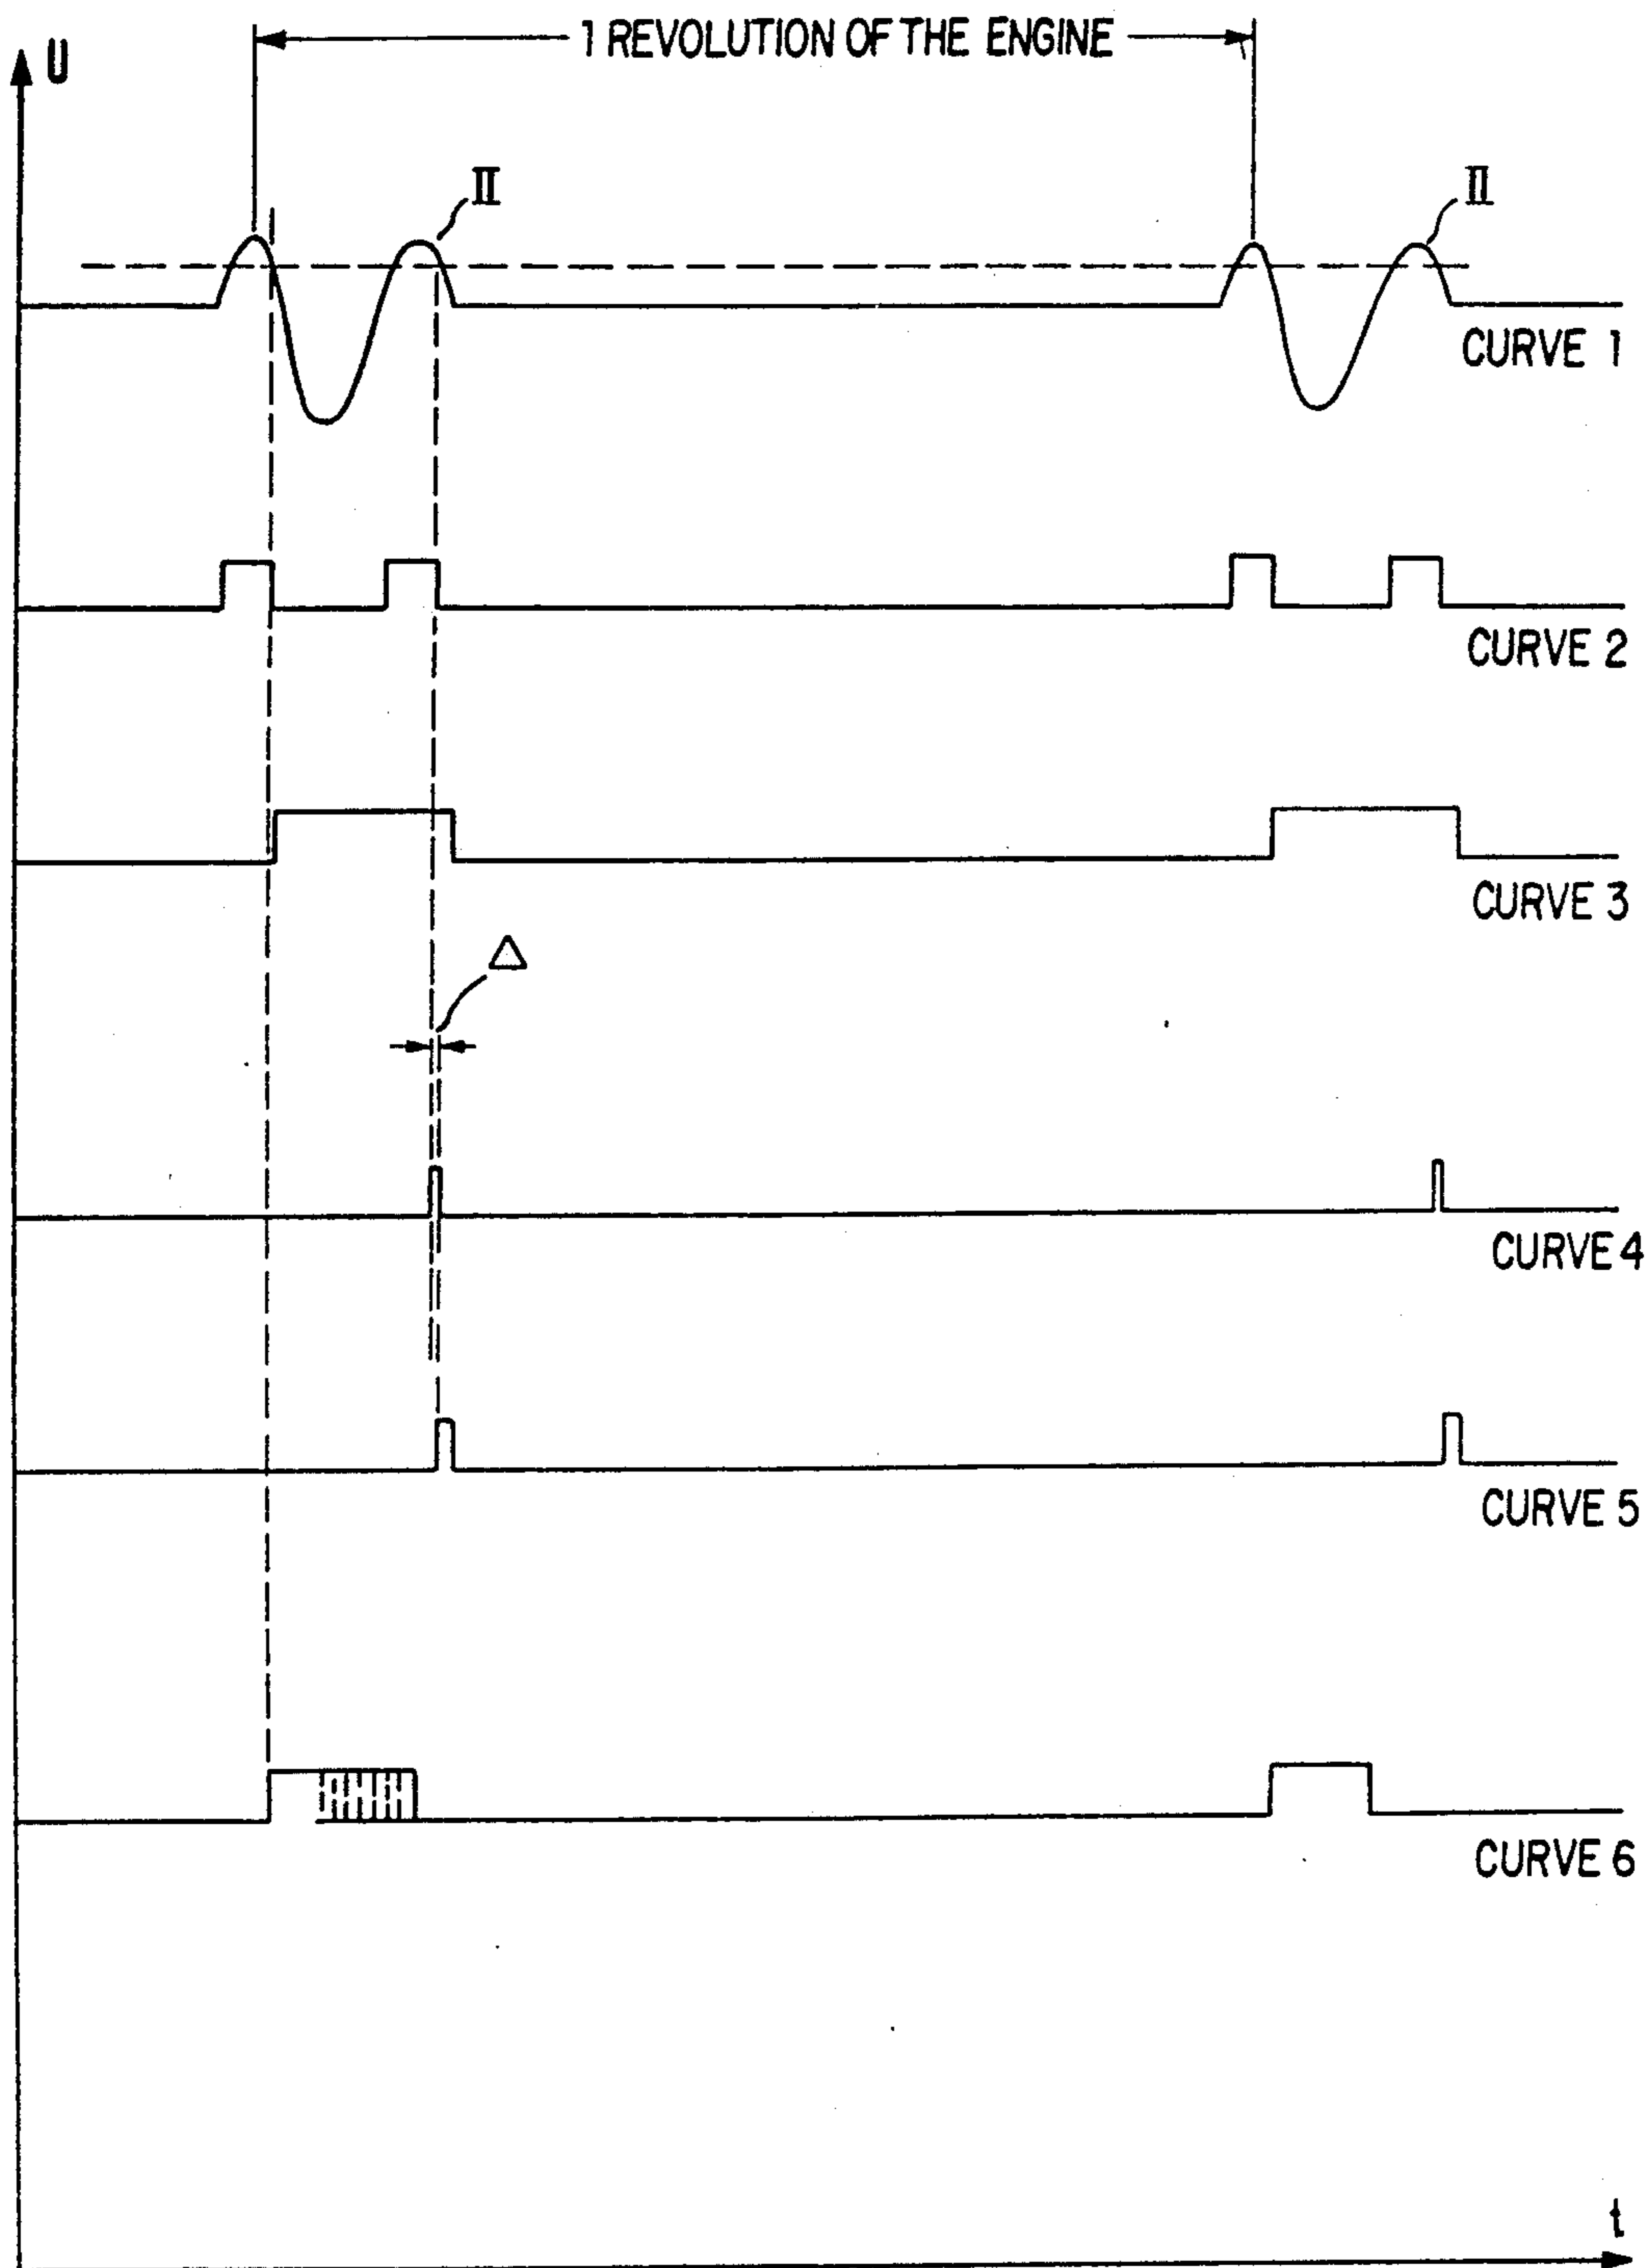 1 REVOLUTION OF THE ENGINE
U
II
II
CURVE 1
CURVE 2
CURVE 3
Δ
CURVE 4
CURVE 5
CURVE 6
t